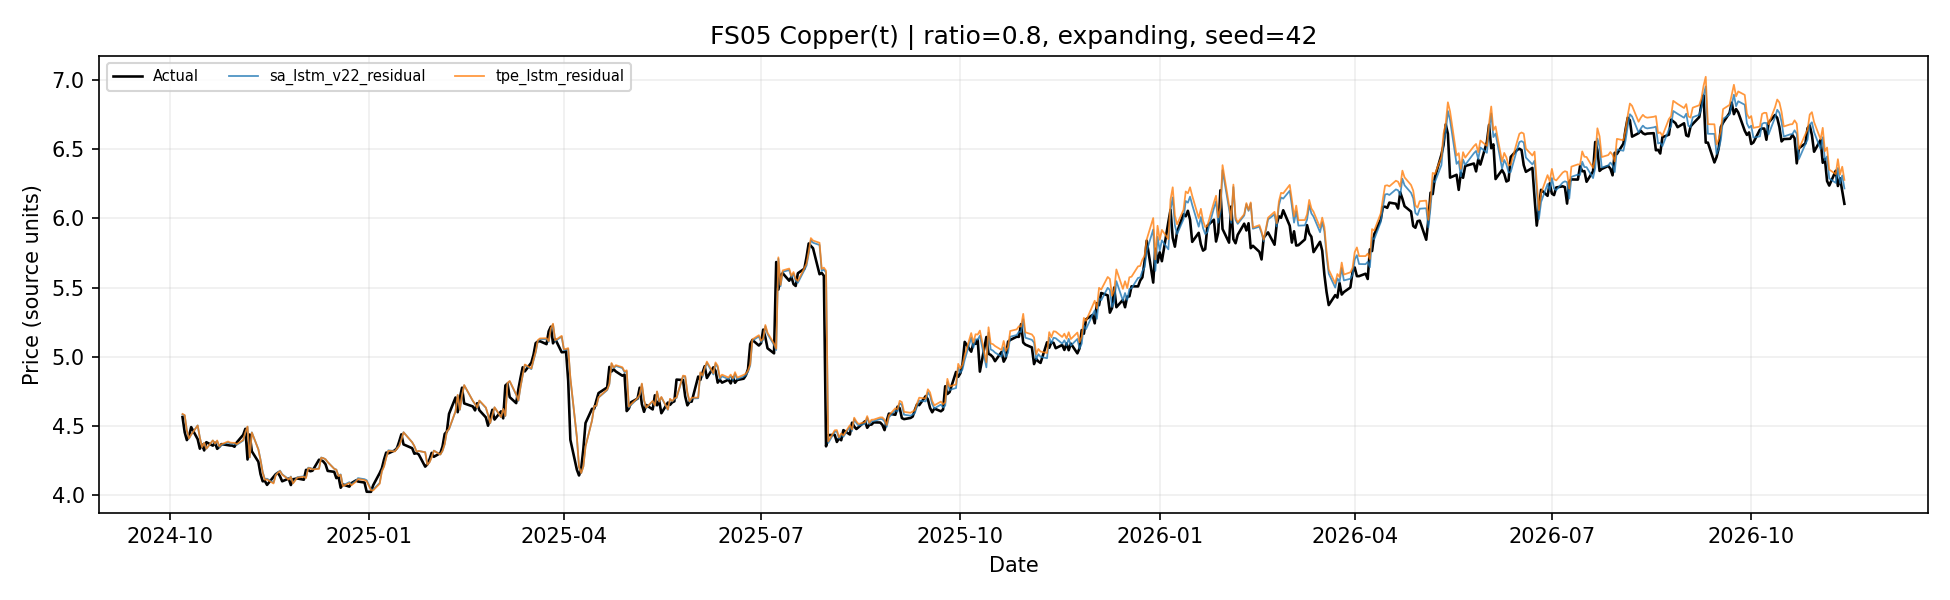 FS05 Copper(t) | ratio=0.8, expanding, seed=42
Actual
sa_lstm_v22_residual
tpe_lstm_residual
Price (source units)
7.0
6.5
6.0
5.5
5.0
4.5
4.0
2024-10
2025-01
2025-04
2025-07
2025-10
2026-01
2026-04
2026-07
2026-10
Date